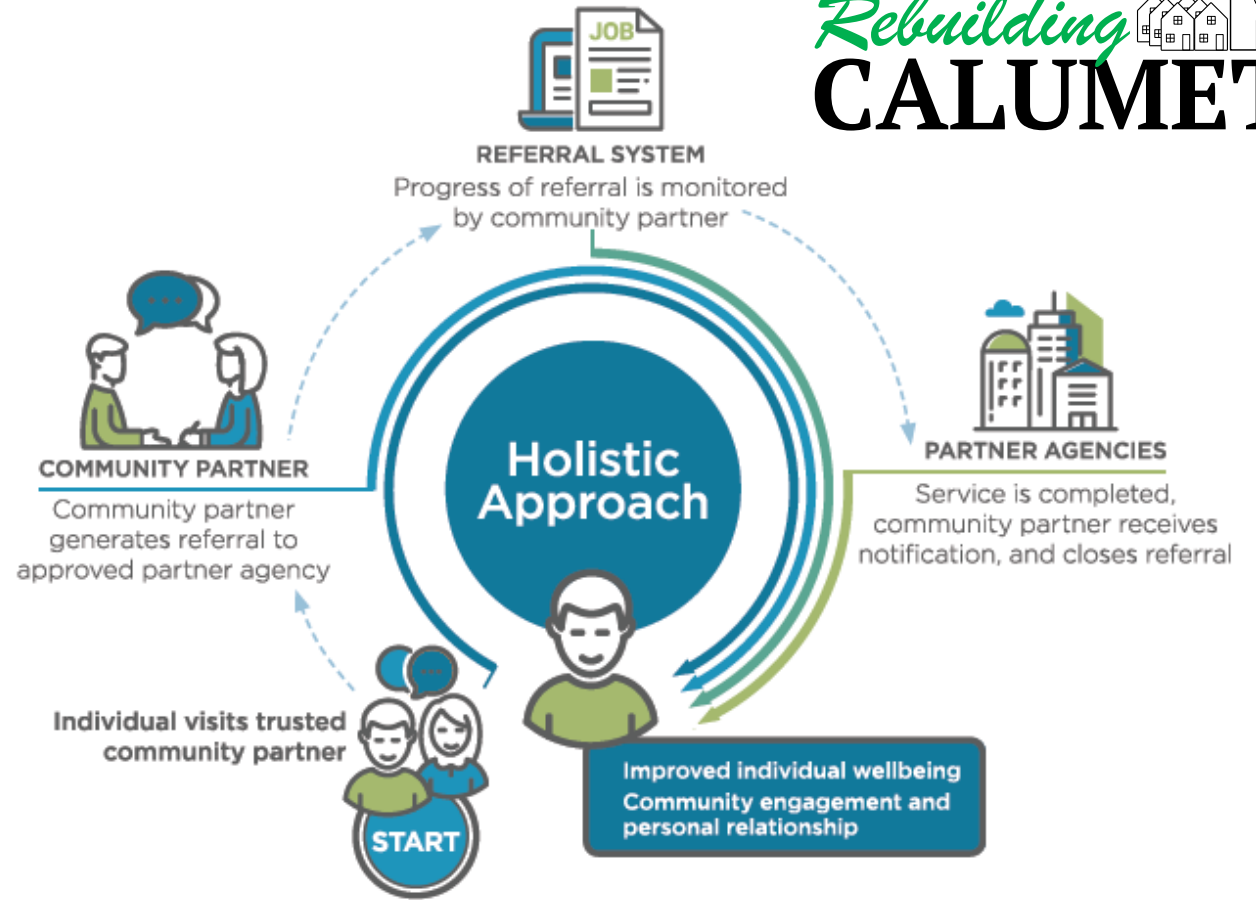 Rebuilding
CALUMET
JOB
REFERRAL SYSTEM
Progress of referral is monitored
by community partner
COMMUNITY PARTNER
Community partner
generates referral to
approved partner agency
PARTNER AGENCIES
Service is completed,
community partner receives
notification, and closes referral
Holistic
Approach
Individual visits trusted
community partner
START
Improved individual wellbeing
Community engagement and
personal relationship